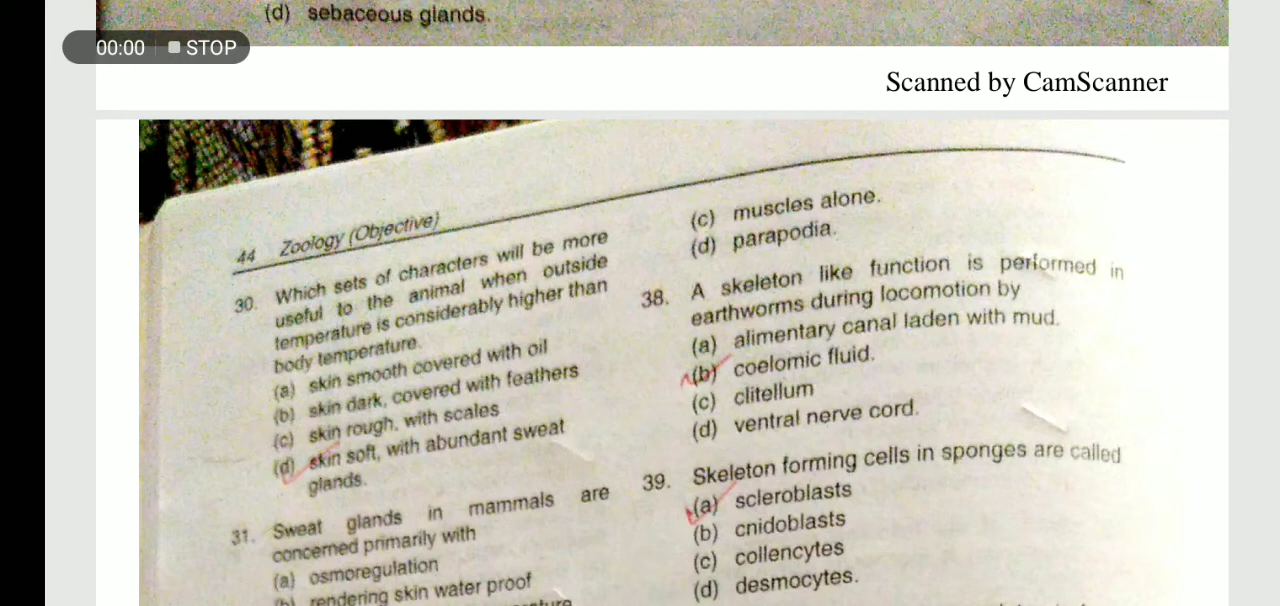 (d) sebaceous glands.
00:00 STOP
Scanned by CamScanner
44 Zoology (Objective)
30. Which sets of characters will be more
useful to the animal when outside
temperature is considerably higher than
body temperature.
(a) skin smooth covered with oil
(b) skin dark, covered with feathers
(c) skin rough, with scales
(d) skin soft, with abundant sweat
glands.
31. Sweat glands in mammals are
concerned primarily with
(a) osmoregulation
(b) rendering skin water proof
(c) muscles alone.
(d) parapodia.
38. A skeleton like function is performed in
earthworms during locomotion by
(a) alimentary canal laden with mud.
(b) coelomic fluid.
(c) clitellum
(d) ventral nerve cord.
39. Skeleton forming cells in sponges are called
(a) scleroblasts
(b) cnidoblasts
(c) collencytes
(d) desmocytes.